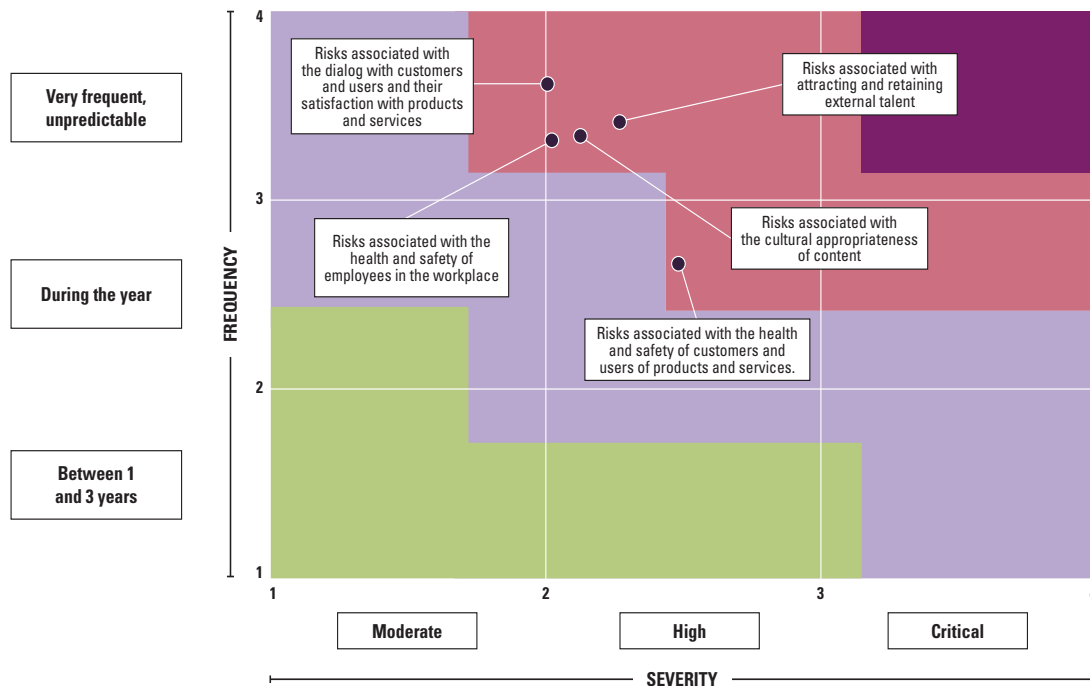 4
Risks associated with
the dialog with customers
and users and their
satisfaction with products
and services
Risks associated with
attracting and retaining
external talent
Very frequent,
unpredictable
3
Risks associated with the
health and safety of
employees in the workplace
Risks associated with
the cultural appropriateness
of content
During the year
FREQUENCY
Risks associated with the health
and safety of customers and
users of products and services.
2
Between 1
and 3 years
1
1
2
3
Moderate
High
Critical
SEVERITY